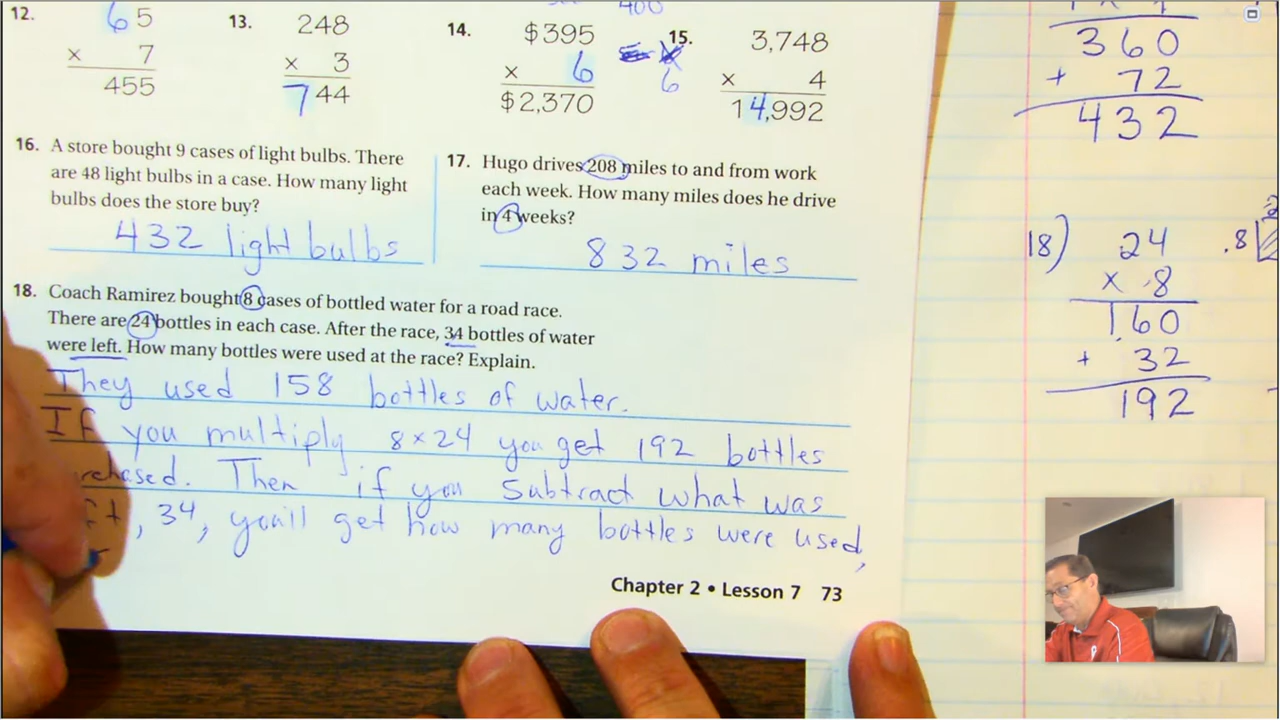 12. 65
× 7
455
13. 248
× 3
744
14. $395
× 6
$2,370
400
6
15. 3,748
× 4
14,992
16. A store bought 9 cases of light bulbs. There
are 48 light bulbs in a case. How many light
bulbs does the store buy?
432 light bulbs
17. Hugo drives 208 miles to and from work
each week. How many miles does he drive
in 4 weeks?
832 miles
18. Coach Ramirez bought 8 cases of bottled water for a road race.
There are 24 bottles in each case. After the race, 34 bottles of water
were left. How many bottles were used at the race? Explain.
They used 158 bottles of water.
If you multiply 8×24 you get 192 bottles
rchased. Then if you subtract what was
ft, 34, you'll get how many bottles were used,
Chapter 2 • Lesson 7 73
360
+ 72
432
18) 24
× 8
160
+ 32
192
.8